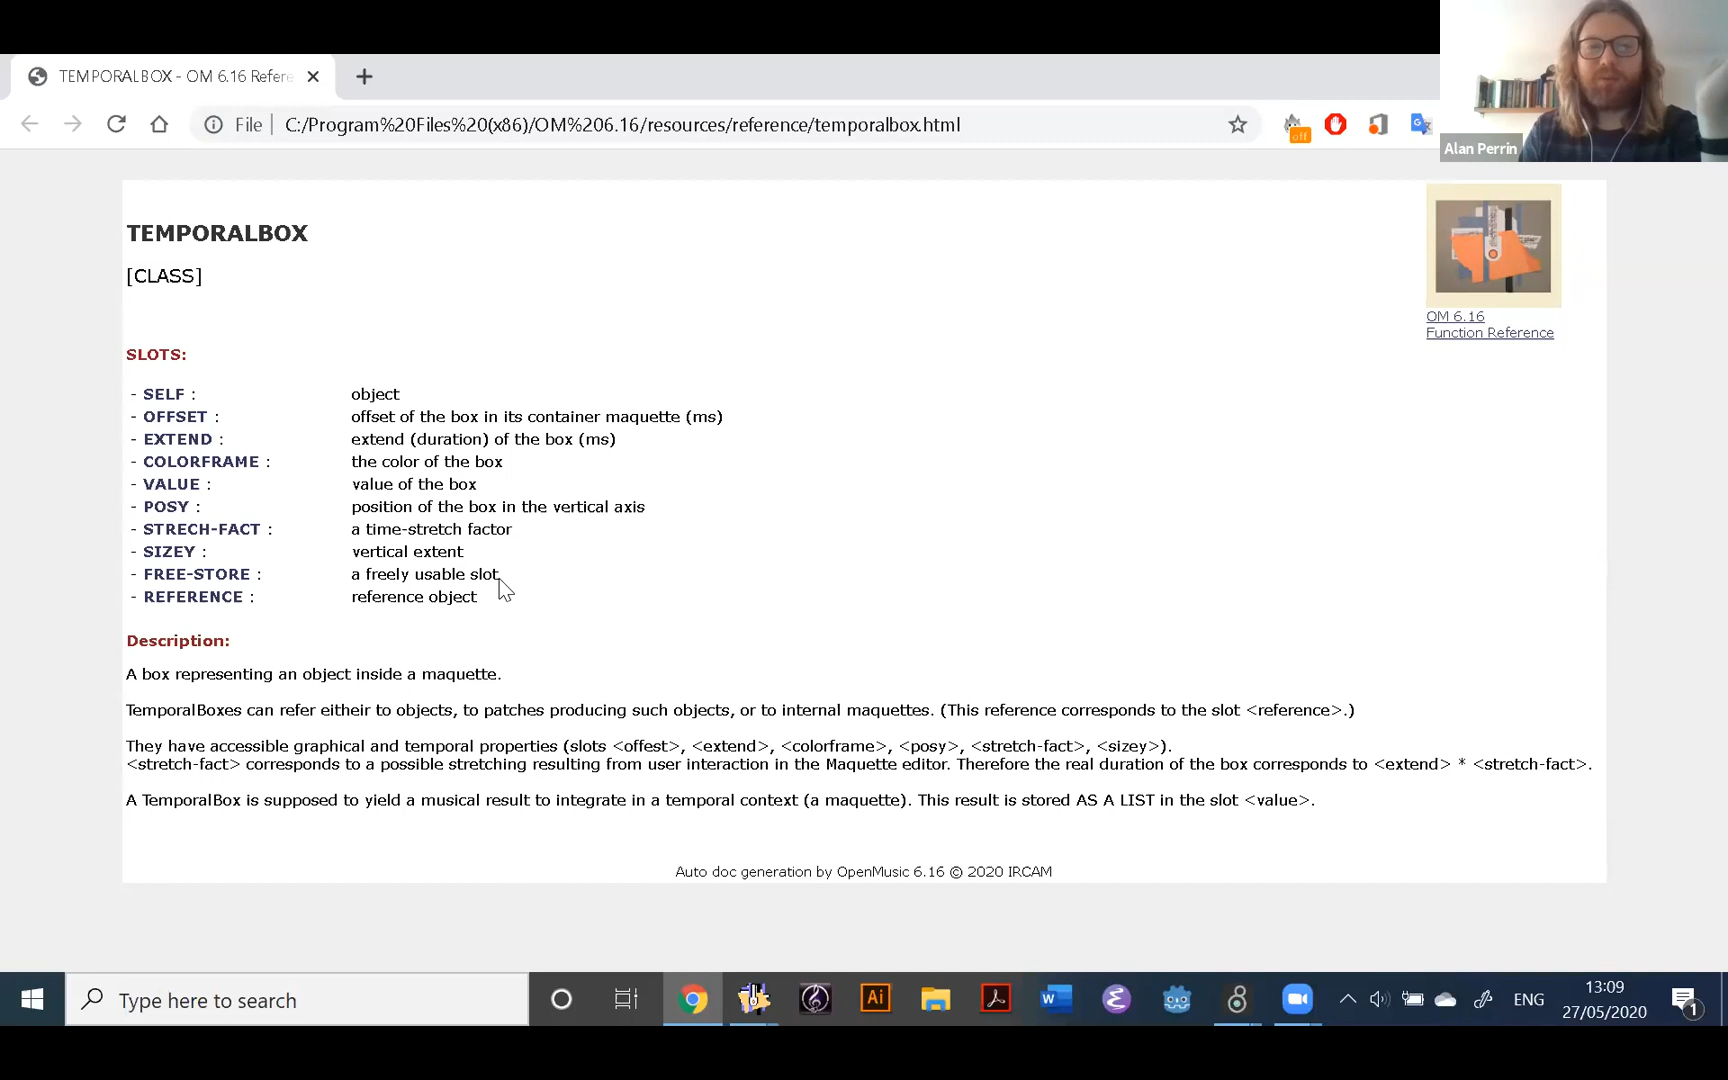 TEMPORALBOX - OM 6.16 Refere
File
C:/Program%20Files%20(x86)/OM%206.16/resources/reference/temporalbox.html
off
Alan Perrin
TEMPORALBOX
[CLASS]
OM 6.16
Function Reference
SLOTS:
- SELF : object
- OFFSET : offset of the box in its container maquette (ms)
- EXTEND : extend (duration) of the box (ms)
- COLORFRAME : the color of the box
- VALUE : value of the box
- POSY : position of the box in the vertical axis
- STRECH-FACT : a time-stretch factor
- SIZEY : vertical extent
- FREE-STORE : a freely usable slot
- REFERENCE : reference object
Description:
A box representing an object inside a maquette.
TemporalBoxes can refer eitheir to objects, to patches producing such objects, or to internal maquettes. (This reference corresponds to the slot <reference>.)
They have accessible graphical and temporal properties (slots <offest>, <extend>, <colorframe>, <posy>, <stretch-fact>, <sizey>).
<stretch-fact> corresponds to a possible stretching resulting from user interaction in the Maquette editor. Therefore the real duration of the box corresponds to <extend> * <stretch-fact>.
A TemporalBox is supposed to yield a musical result to integrate in a temporal context (a maquette). This result is stored AS A LIST in the slot <value>.
Auto doc generation by OpenMusic 6.16 © 2020 IRCAM
Type here to search
Ai
W
ENG
13:09
27/05/2020
1